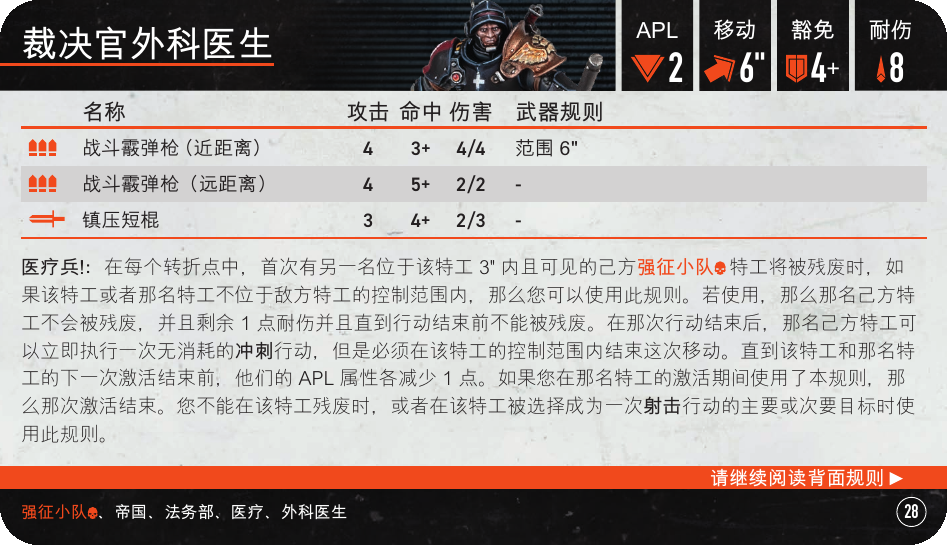 裁决官外科医生
APL 移动 豁免 耐伤
2 6" 4+ 8
名称 攻击 命中 伤害 武器规则
战斗霰弹枪（近距离） 4 3+ 4/4 范围 6"
战斗霰弹枪（远距离） 4 5+ 2/2 -
镇压短棍 3 4+ 2/3 -
医疗兵!：在每个转折点中，首次有另一名位于该特工 3" 内且可见的己方强征小队特工将被残废时，如
果该特工或者那名特工不位于敌方特工的控制范围内，那么您可以使用此规则。若使用，那么那名己方特
工不会被残废，并且剩余 1 点耐伤并且直到行动结束前不能被残废。在那次行动结束后，那名己方特工可
以立即执行一次无消耗的冲刺行动，但是必须在该特工的控制范围内结束这次移动。直到该特工和那名特
工的下一次激活结束前，他们的 APL 属性各减少 1 点。如果您在那名特工的激活期间使用了本规则，那
么那次激活结束。您不能在该特工残废时，或者在该特工被选择成为一次射击行动的主要或次要目标时使
用此规则。
请继续阅读背面规则 ▶
强征小队、帝国、法务部、医疗、外科医生
28